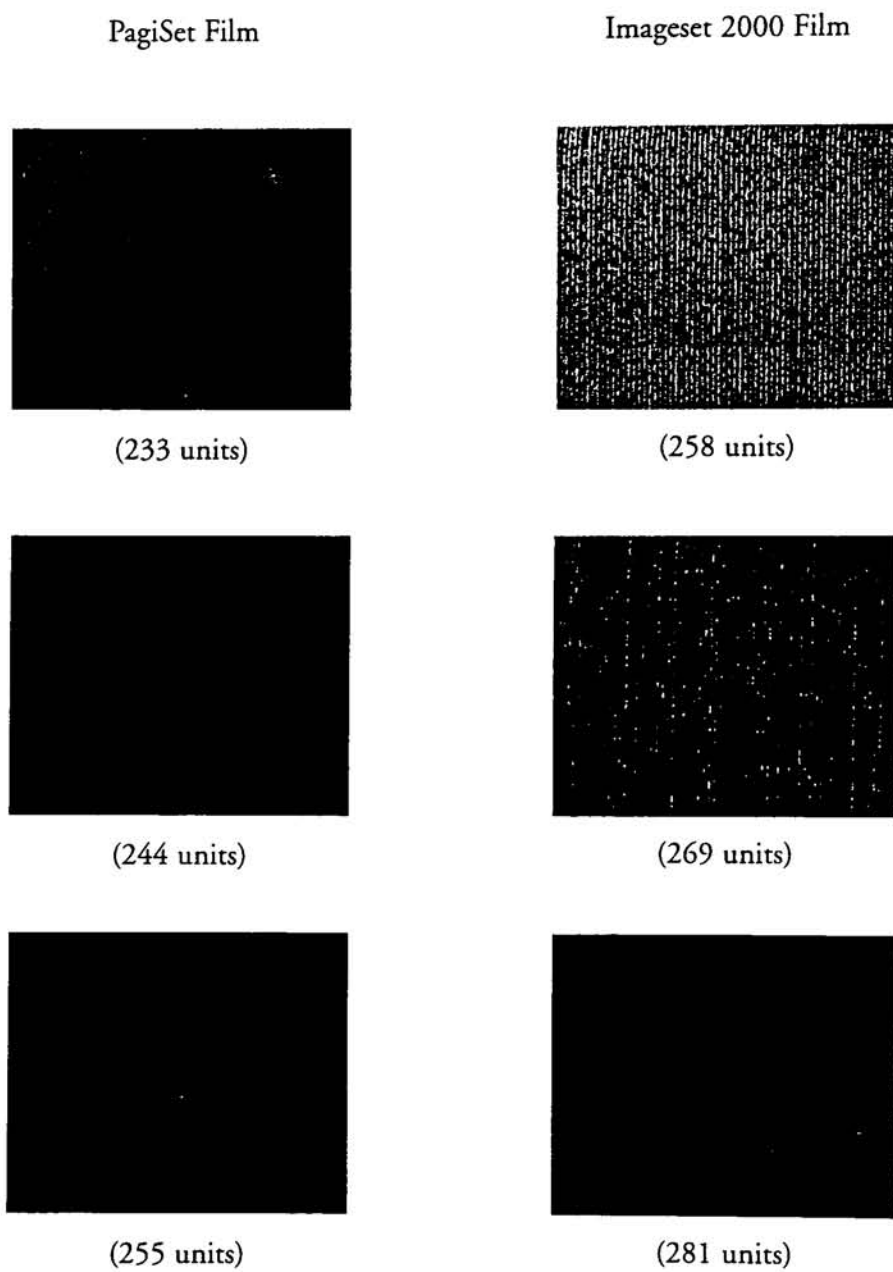 PagiSet Film
Imageset 2000 Film
(233 units)
(258 units)
(244 units)
(269 units)
(255 units)
(281 units)